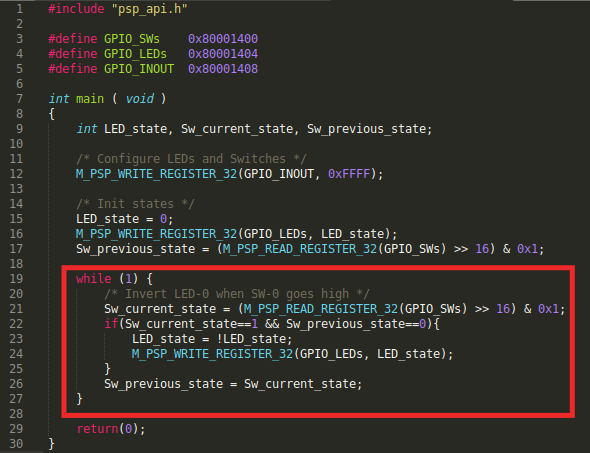 1 #include "psp_api.h"
2
3 #define GPIO_SWs    0x80001400
4 #define GPIO_LEDs   0x80001404
5 #define GPIO_INOUT  0x80001408
6
7 int main ( void )
8 {
9     int LED_state, Sw_current_state, Sw_previous_state;
10
11     /* Configure LEDs and Switches */
12     M_PSP_WRITE_REGISTER_32(GPIO_INOUT, 0xFFFF);
13
14     /* Init states */
15     LED_state = 0;
16     M_PSP_WRITE_REGISTER_32(GPIO_LEDs, LED_state);
17     Sw_previous_state = (M_PSP_READ_REGISTER_32(GPIO_SWs) >> 16) & 0x1;
18
19     while (1) {
20         /* Invert LED-0 when SW-0 goes high */
21         Sw_current_state = (M_PSP_READ_REGISTER_32(GPIO_SWs) >> 16) & 0x1;
22         if(Sw_current_state==1 && Sw_previous_state==0){
23             LED_state = !LED_state;
24             M_PSP_WRITE_REGISTER_32(GPIO_LEDs, LED_state);
25         }
26         Sw_previous_state = Sw_current_state;
27     }
28
29     return(0);
30 }